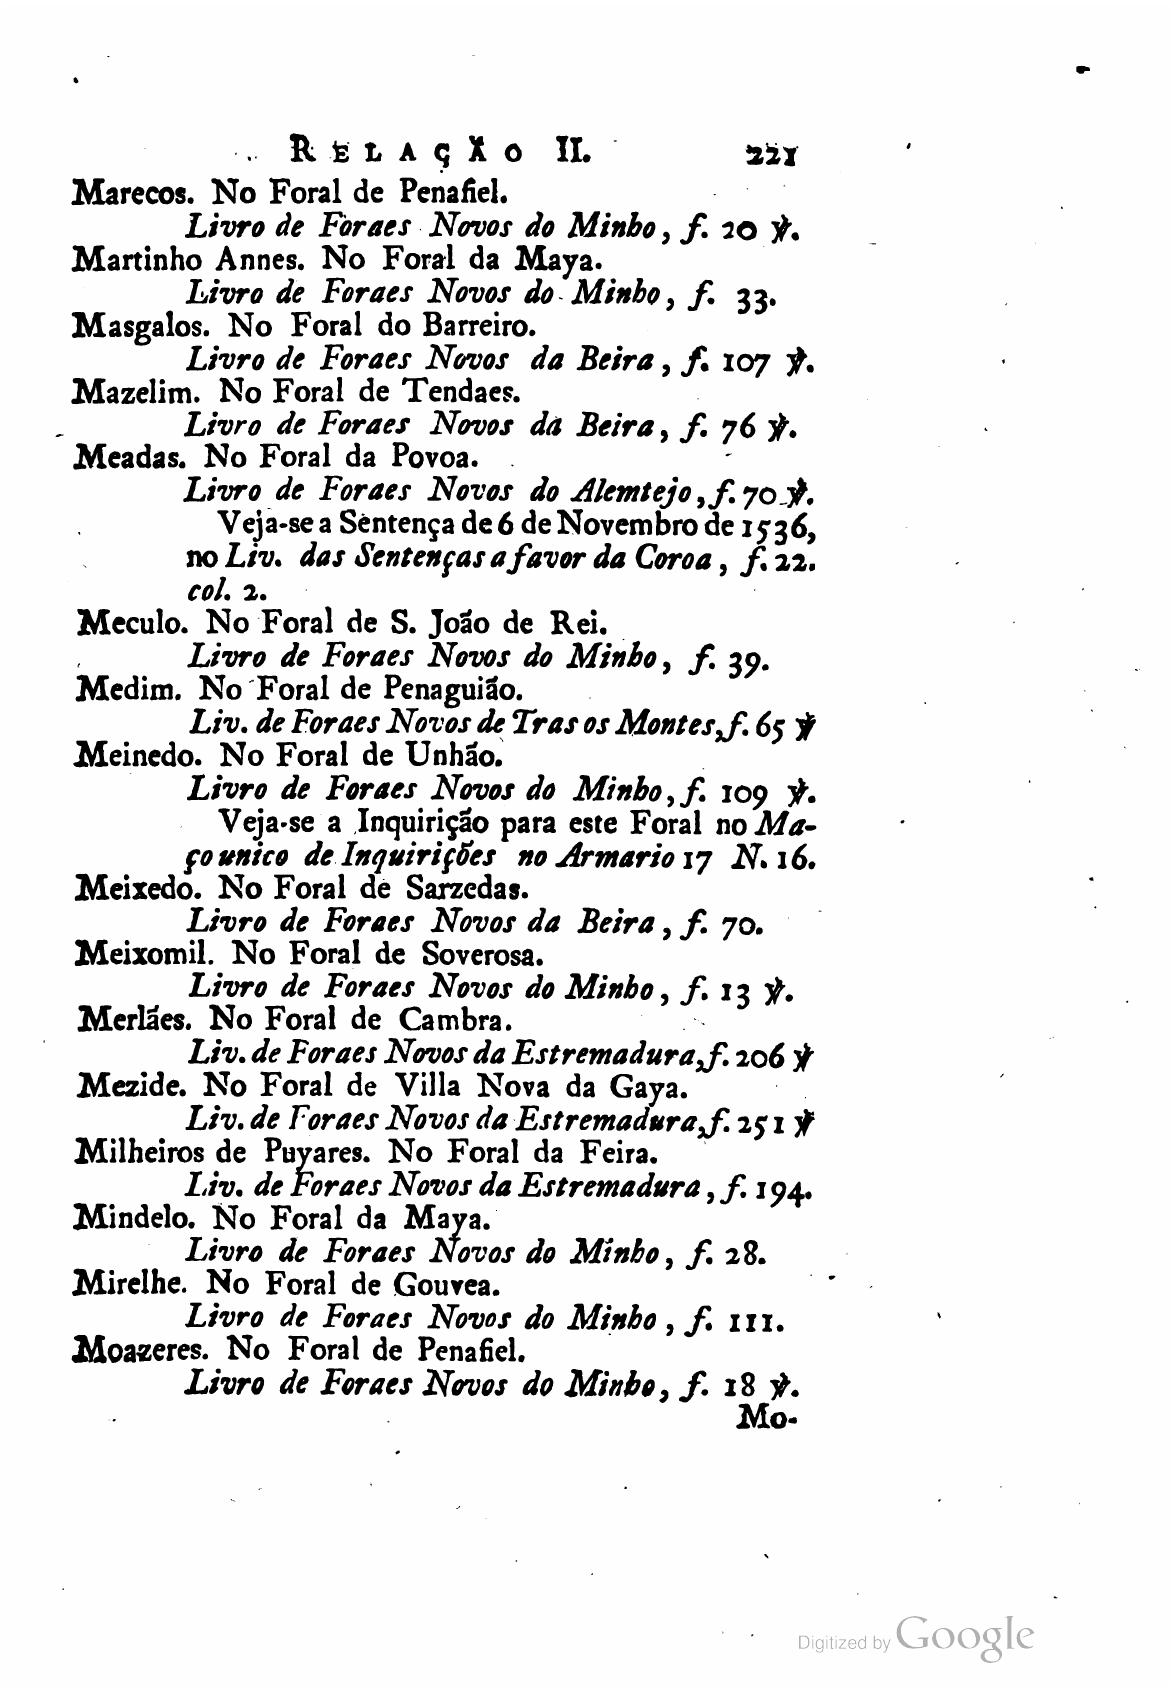 RELAÇÃO II. 221
Marecos. No Foral de Penafiel.
Livro de Foraes Novos do Minho, f. 20 ℣.
Martinho Annes. No Foral da Maya.
Livro de Foraes Novos do Minho, f. 33.
Masgalos. No Foral do Barreiro.
Livro de Foraes Novos da Beira, f. 107 ℣.
Mazelim. No Foral de Tendaes.
Livro de Foraes Novos da Beira, f. 76 ℣.
Meadas. No Foral da Povoa.
Livro de Foraes Novos do Alemtejo, f. 70 ℣.
Veja-se a Sentença de 6 de Novembro de 1536,
no Liv. das Sentenças a favor da Coroa, f. 22.
col. 2.
Meculo. No Foral de S. João de Rei.
Livro de Foraes Novos do Minho, f. 39.
Medim. No Foral de Penaguião.
Liv. de Foraes Novos de Tras os Montes, f. 65 ℣
Meinedo. No Foral de Unhão.
Livro de Foraes Novos do Minho, f. 109 ℣.
Veja-se a Inquirição para este Foral no Ma-
ço unico de Inquirições no Armario 17 N. 16.
Meixedo. No Foral de Sarzedas.
Livro de Foraes Novos da Beira, f. 70.
Meixomil. No Foral de Soverosa.
Livro de Foraes Novos do Minho, f. 13 ℣.
Merlães. No Foral de Cambra.
Liv. de Foraes Novos da Estremadura, f. 206 ℣
Mezide. No Foral de Villa Nova da Gaya.
Liv. de Foraes Novos da Estremadura, f. 251 ℣
Milheiros de Puyares. No Foral da Feira.
Liv. de Foraes Novos da Estremadura, f. 194.
Mindelo. No Foral da Maya.
Livro de Foraes Novos do Minho, f. 28.
Mirelhe. No Foral de Gouvea.
Livro de Foraes Novos do Minho, f. 111.
Moazeres. No Foral de Penafiel.
Livro de Foraes Novos do Minho, f. 18 ℣.
Mo-
Digitized by Google